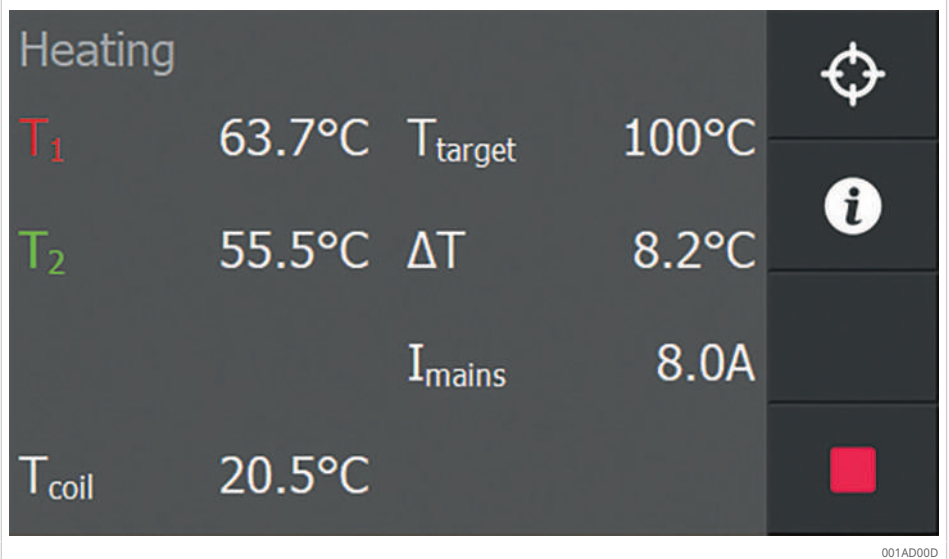 Heating
T1 63.7°C Ttarget 100°C
T2 55.5°C ΔT 8.2°C
Imains 8.0A
Tcoil 20.5°C
i
001AD00D